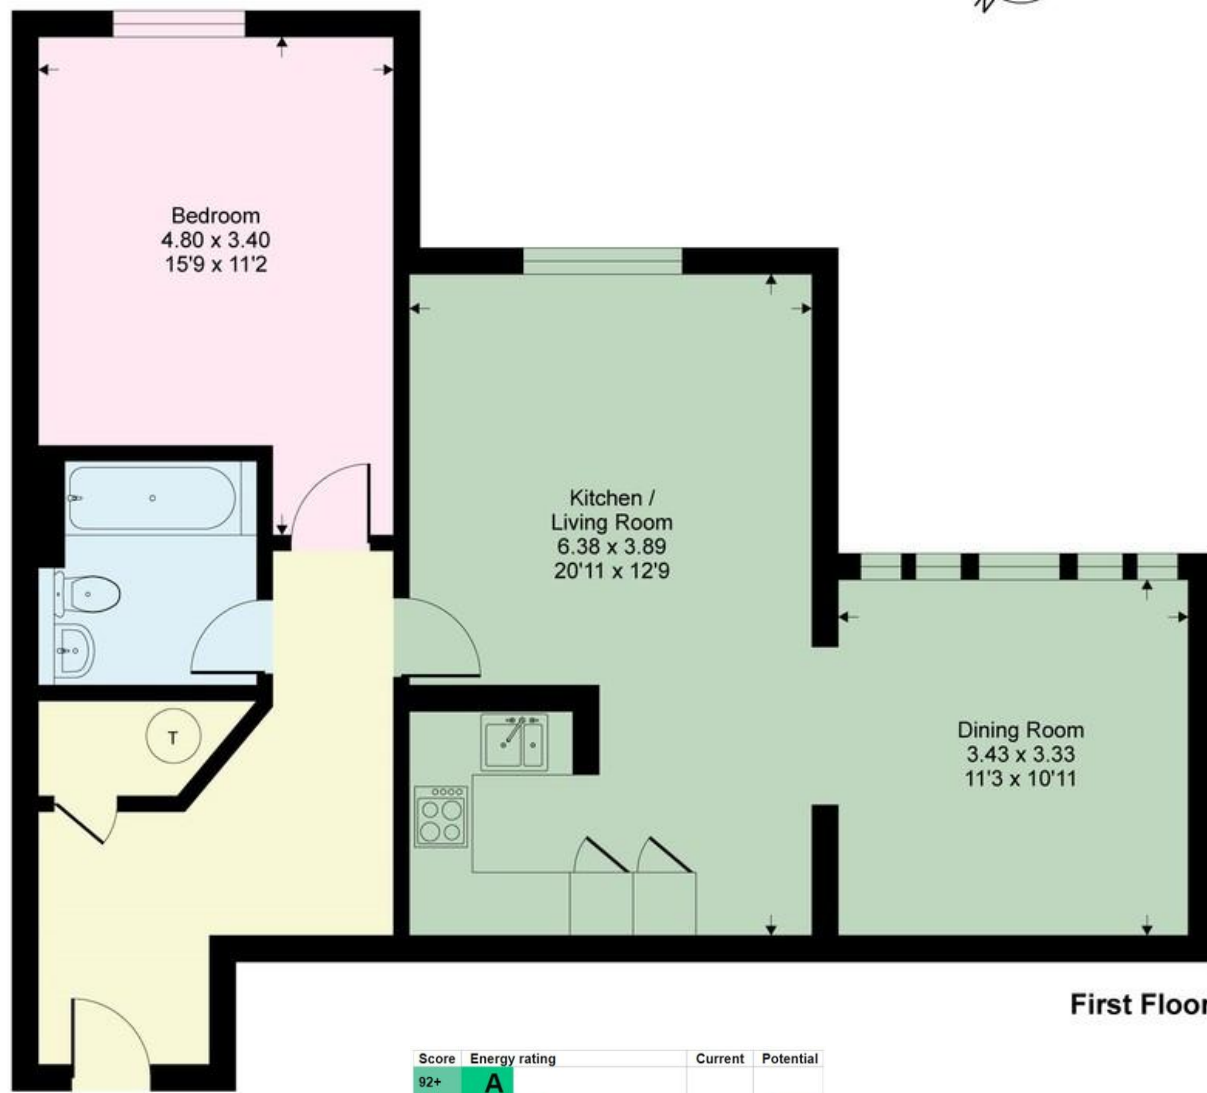 Bedroom
4.80 x 3.40
15'9 x 11'2
Kitchen /
Living Room
6.38 x 3.89
20'11 x 12'9
Dining Room
3.43 x 3.33
11'3 x 10'11
T
First Floor
Score Energy rating Current Potential
92+ A